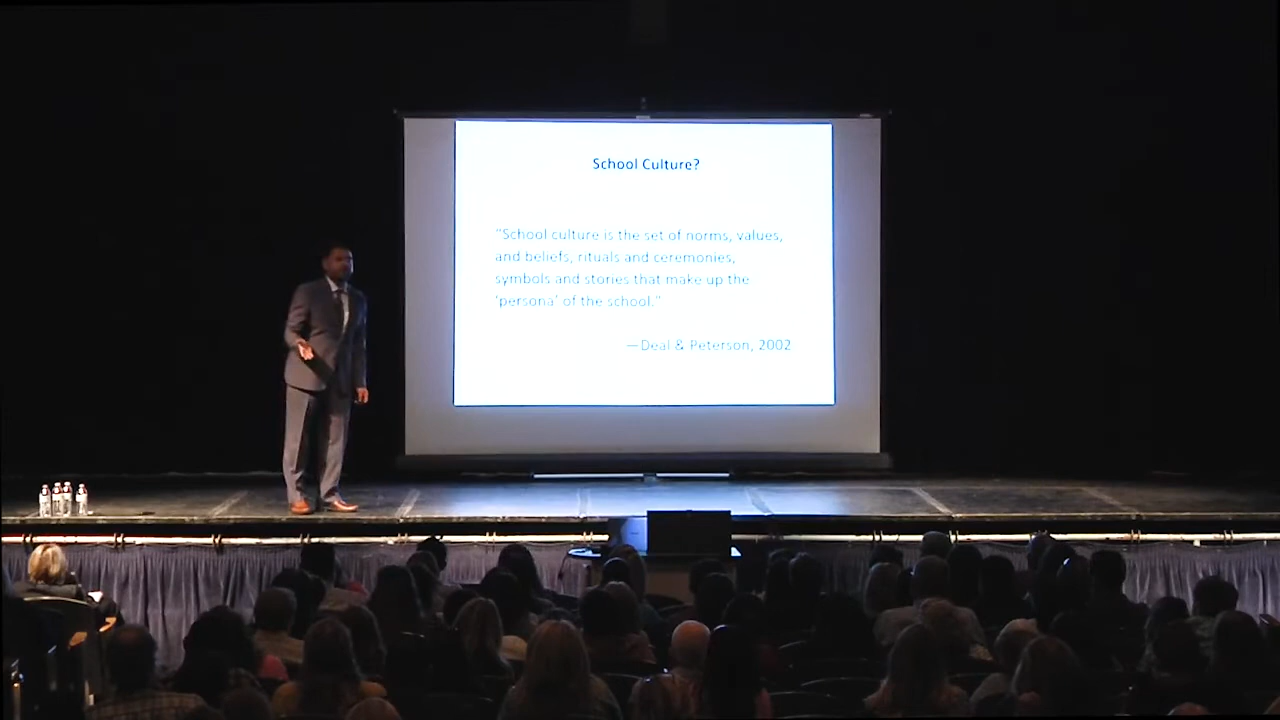 School Culture?
"School culture is the set of norms, values,
and beliefs, rituals and ceremonies,
symbols and stories that make up the
'persona' of the school."
—Deal & Peterson, 2002